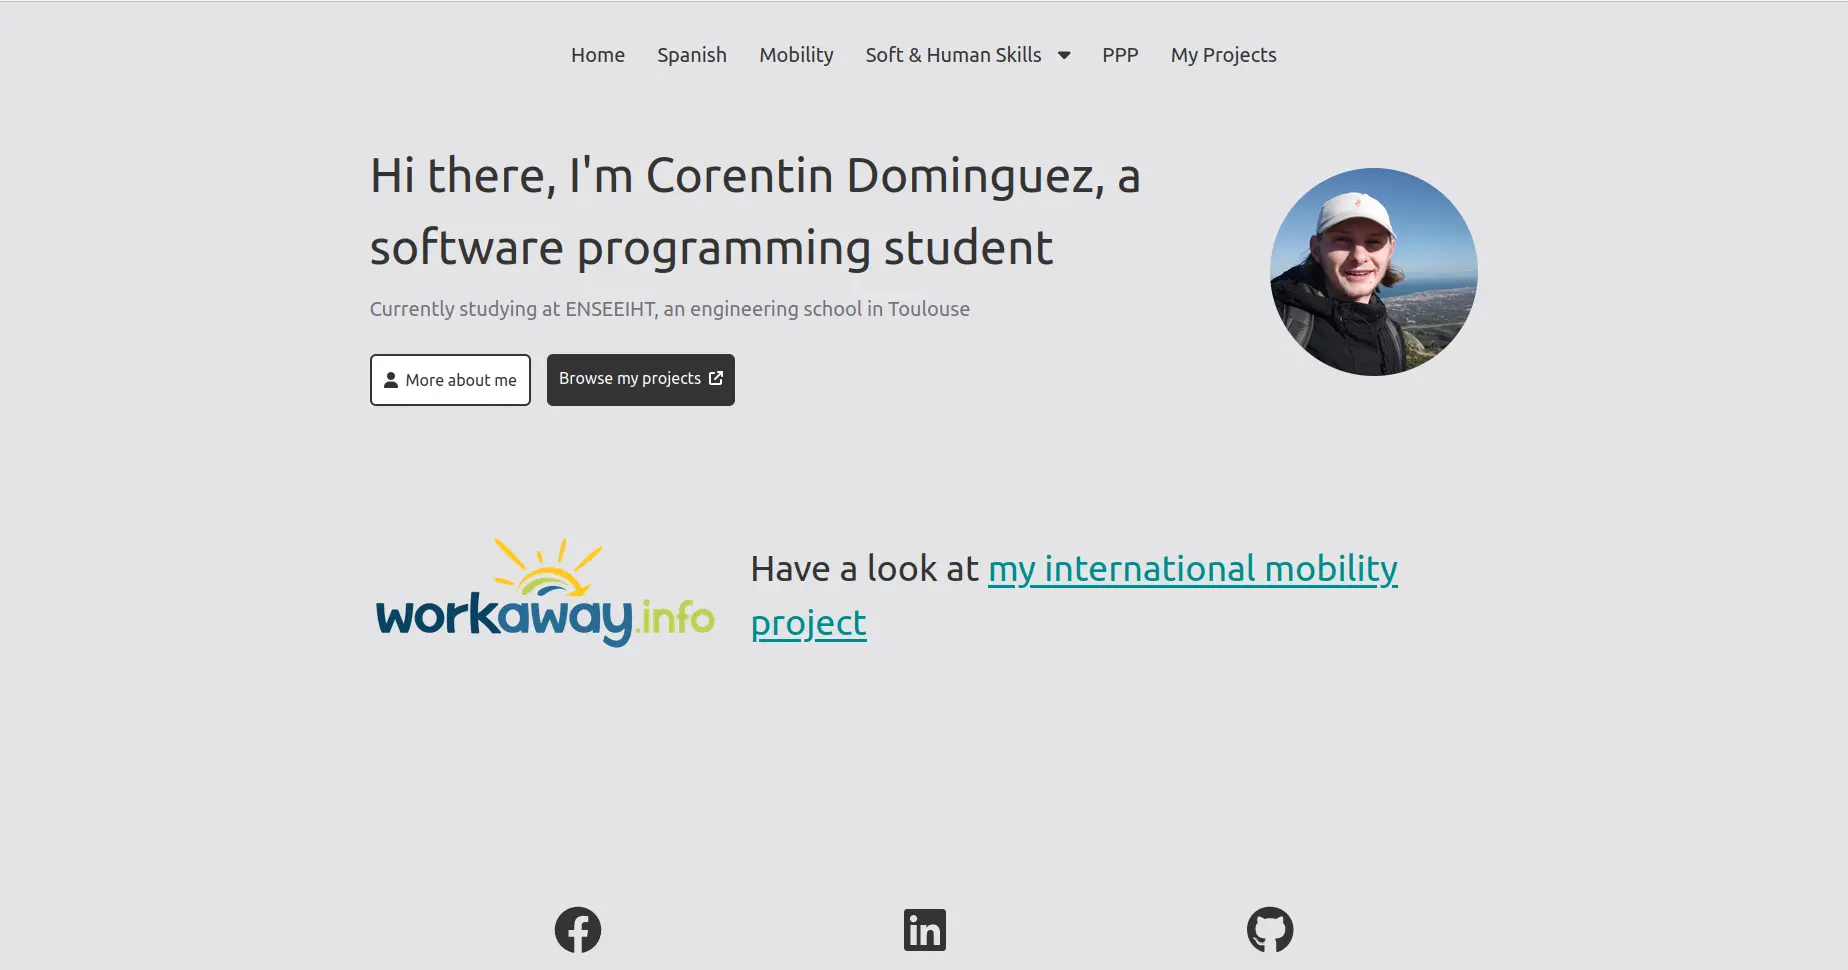 Home Spanish Mobility Soft & Human Skills PPP My Projects
Hi there, I'm Corentin Dominguez, a
software programming student
Currently studying at ENSEEIHT, an engineering school in Toulouse
More about me Browse my projects
workaway.info
Have a look at my international mobility
project
in